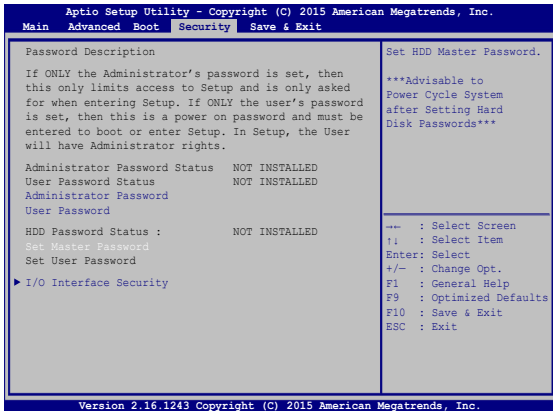 Aptio Setup Utility - Copyright (C) 2015 American Megatrends, Inc.
Main Advanced Boot Security Save & Exit
Password Description
If ONLY the Administrator's password is set, then
this only limits access to Setup and is only asked
for when entering Setup. If ONLY the user's password
is set, then this is a power on password and must be
entered to boot or enter Setup. In Setup, the User
will have Administrator rights.
Administrator Password Status NOT INSTALLED
User Password Status NOT INSTALLED
Administrator Password
User Password
HDD Password Status : NOT INSTALLED
Set Master Password
Set User Password
▶ I/O Interface Security
Set HDD Master Password.
***Advisable to
Power Cycle System
after Setting Hard
Disk Passwords***
→← : Select Screen
↑↓ : Select Item
Enter: Select
+/— : Change Opt.
F1 : General Help
F9 : Optimized Defaults
F10 : Save & Exit
ESC : Exit
Version 2.16.1243 Copyright (C) 2015 American Megatrends, Inc.